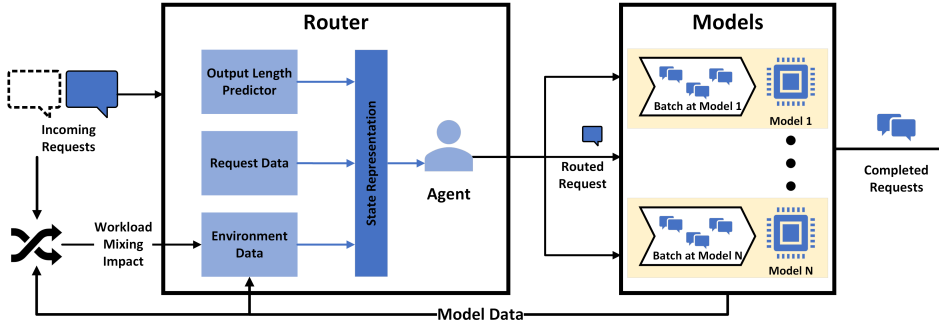 Router
Models
Output Length
Predictor
Incoming
Requests
Request Data
State Representation
Agent
Workload
Mixing
Impact
Environment
Data
Routed
Request
Batch at Model 1
Model 1
Batch at Model N
Model N
Completed
Requests
Model Data